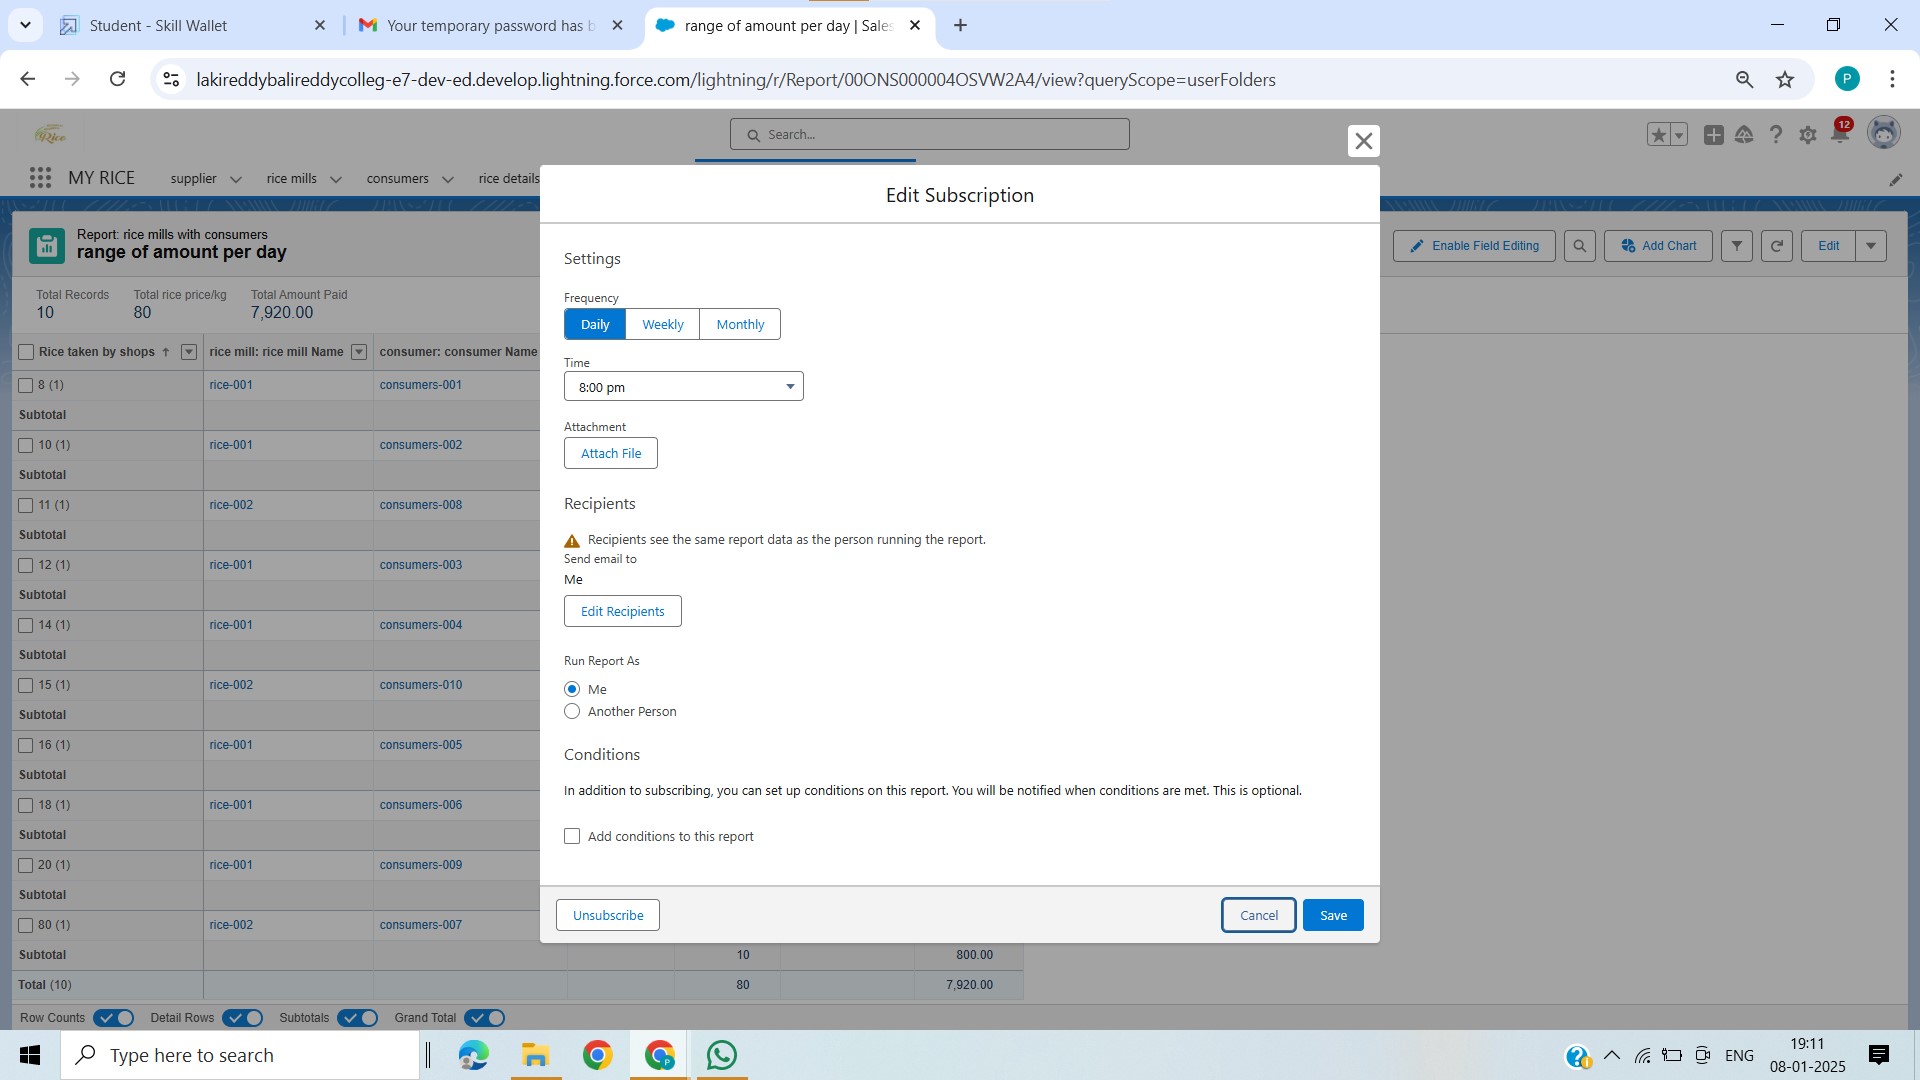 Student - Skill Wallet
Your temporary password has b
range of amount per day | Sales
lakireddybalireddycolleg-e7-dev-ed.develop.lightning.force.com/lightning/r/Report/00ONS000004OSVW2A4/view?queryScope=userFolders
P
Rice
Search...
12
MY RICE
supplier
rice mills
consumers
rice details
Report: rice mills with consumers
range of amount per day
Enable Field Editing
Add Chart
Edit
Total Records
Total rice price/kg
Total Amount Paid
10
80
7,920.00
Rice taken by shops ↑
rice mill: rice mill Name
consumer: consumer Name
8 (1)
rice-001
consumers-001
Subtotal
10 (1)
rice-001
consumers-002
Subtotal
11 (1)
rice-002
consumers-008
Subtotal
12 (1)
rice-001
consumers-003
Subtotal
14 (1)
rice-001
consumers-004
Subtotal
15 (1)
rice-002
consumers-010
Subtotal
16 (1)
rice-001
consumers-005
Subtotal
18 (1)
rice-001
consumers-006
Subtotal
20 (1)
rice-001
consumers-009
Subtotal
80 (1)
rice-002
consumers-007
Subtotal
10
800.00
Total (10)
80
7,920.00
Row Counts
Detail Rows
Subtotals
Grand Total
Edit Subscription
Settings
Frequency
Daily
Weekly
Monthly
Time
8:00 pm
Attachment
Attach File
Recipients
Recipients see the same report data as the person running the report.
Send email to
Me
Edit Recipients
Run Report As
Me
Another Person
Conditions
In addition to subscribing, you can set up conditions on this report. You will be notified when conditions are met. This is optional.
Add conditions to this report
Unsubscribe
Cancel
Save
Type here to search
ENG
19:11
08-01-2025